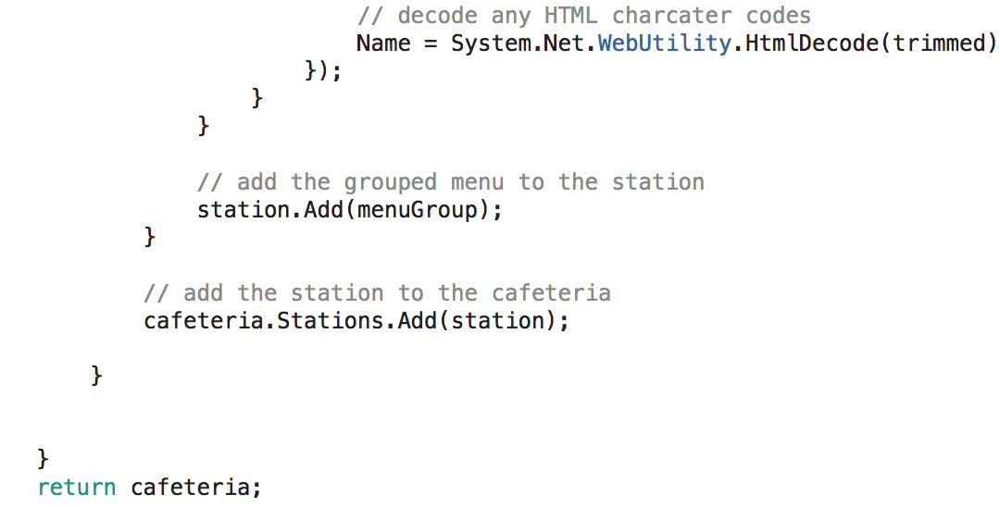 // decode any HTML charcater codes
Name = System.Net.WebUtility.HtmlDecode(trimmed)
});
}
}
// add the grouped menu to the station
station.Add(menuGroup);
}
// add the station to the cafeteria
cafeteria.Stations.Add(station);
}
}
return cafeteria;